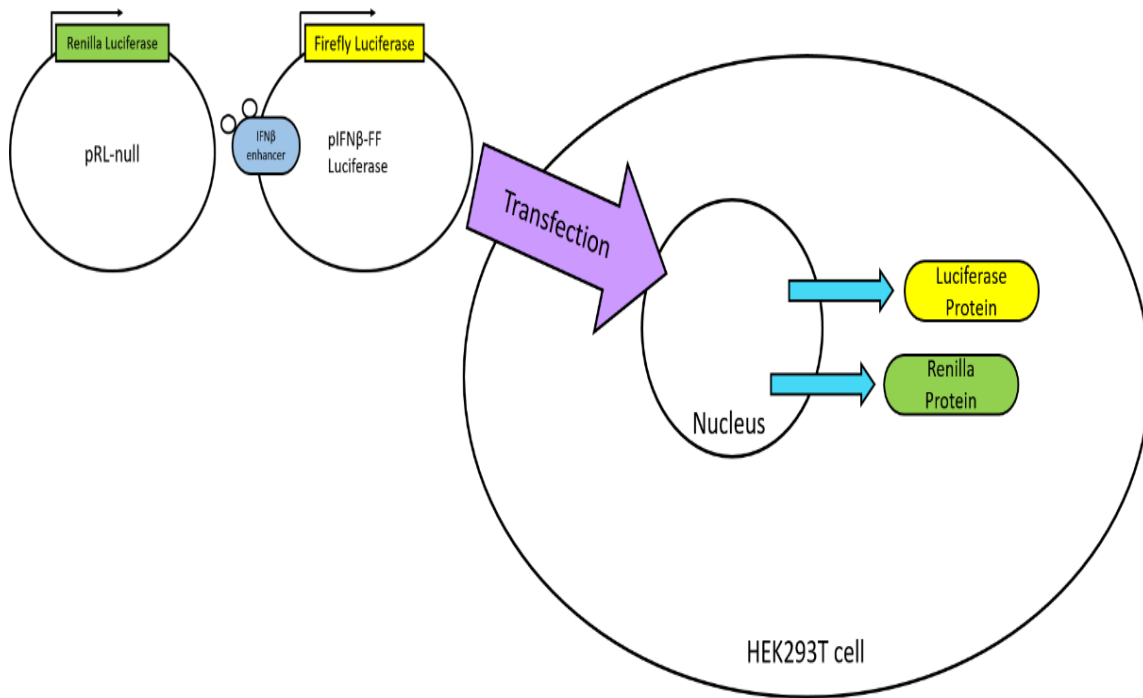 Renilla Luciferase
Firefly Luciferase
pRL-null
IFNβ
enhancer
pIFNβ-FF
Luciferase
Transfection
Luciferase
Protein
Renilla
Protein
Nucleus
HEK293T cell